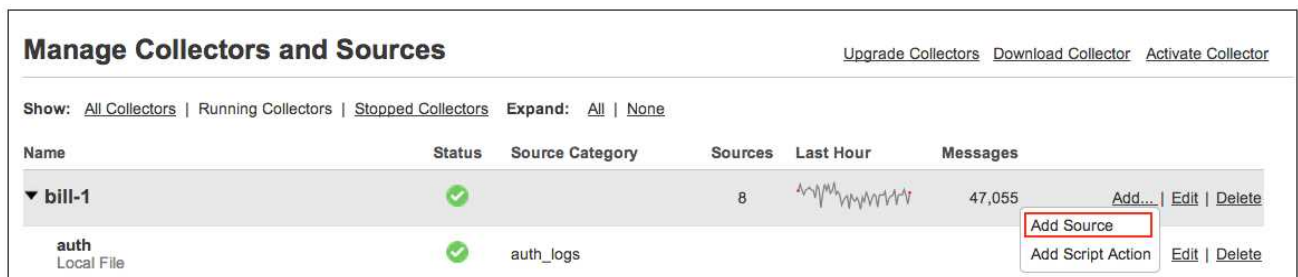 Manage Collectors and Sources
Upgrade Collectors Download Collector Activate Collector
Show: All Collectors | Running Collectors | Stopped Collectors Expand: All | None
Name Status Source Category Sources Last Hour Messages
bill-1 8 47,055 Add... | Edit | Delete
Add Source
auth auth_logs Add Script Action Edit | Delete
Local File